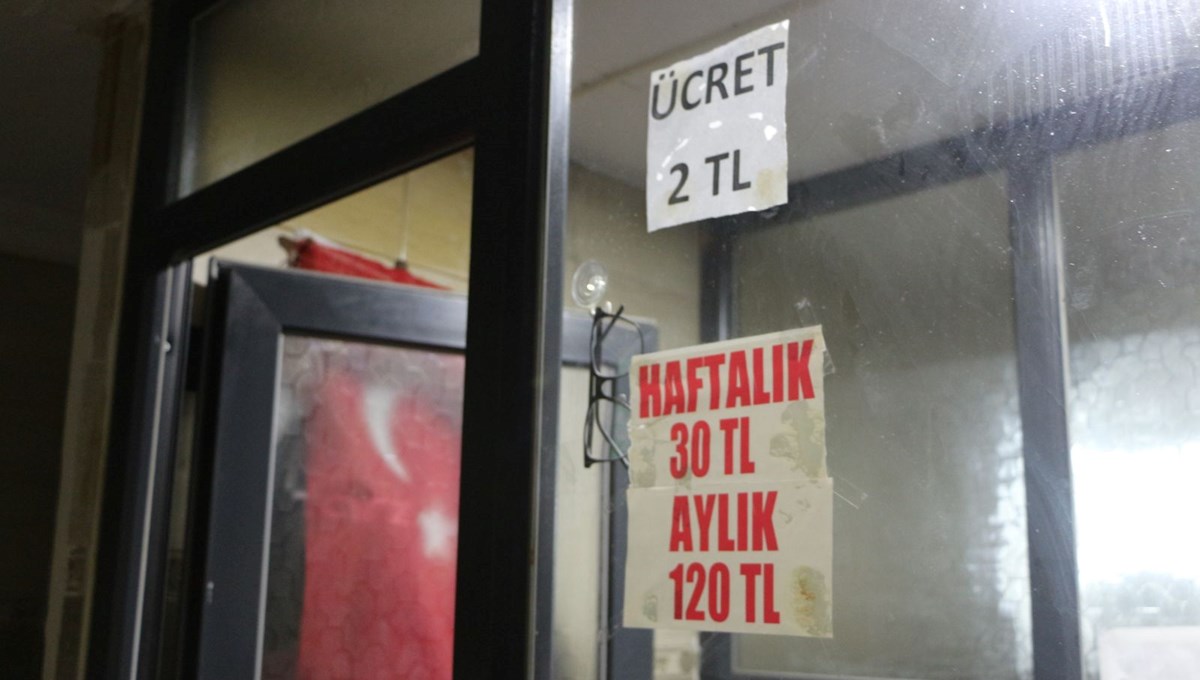 ÜCRET
2 TL
HAFTALIK
30 TL
AYLIK
120 TL